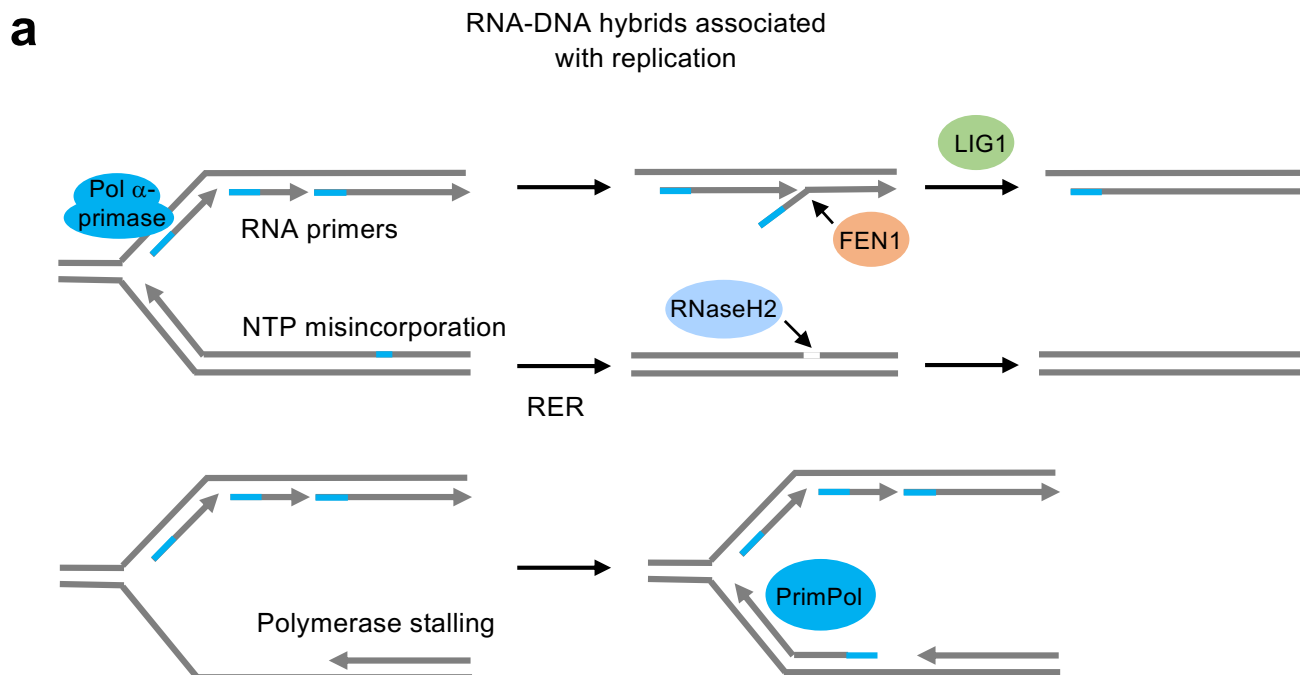 a
RNA-DNA hybrids associated
with replication
Pol α-
primase
RNA primers
LIG1
FEN1
NTP misincorporation
RNaseH2
RER
Polymerase stalling
PrimPol